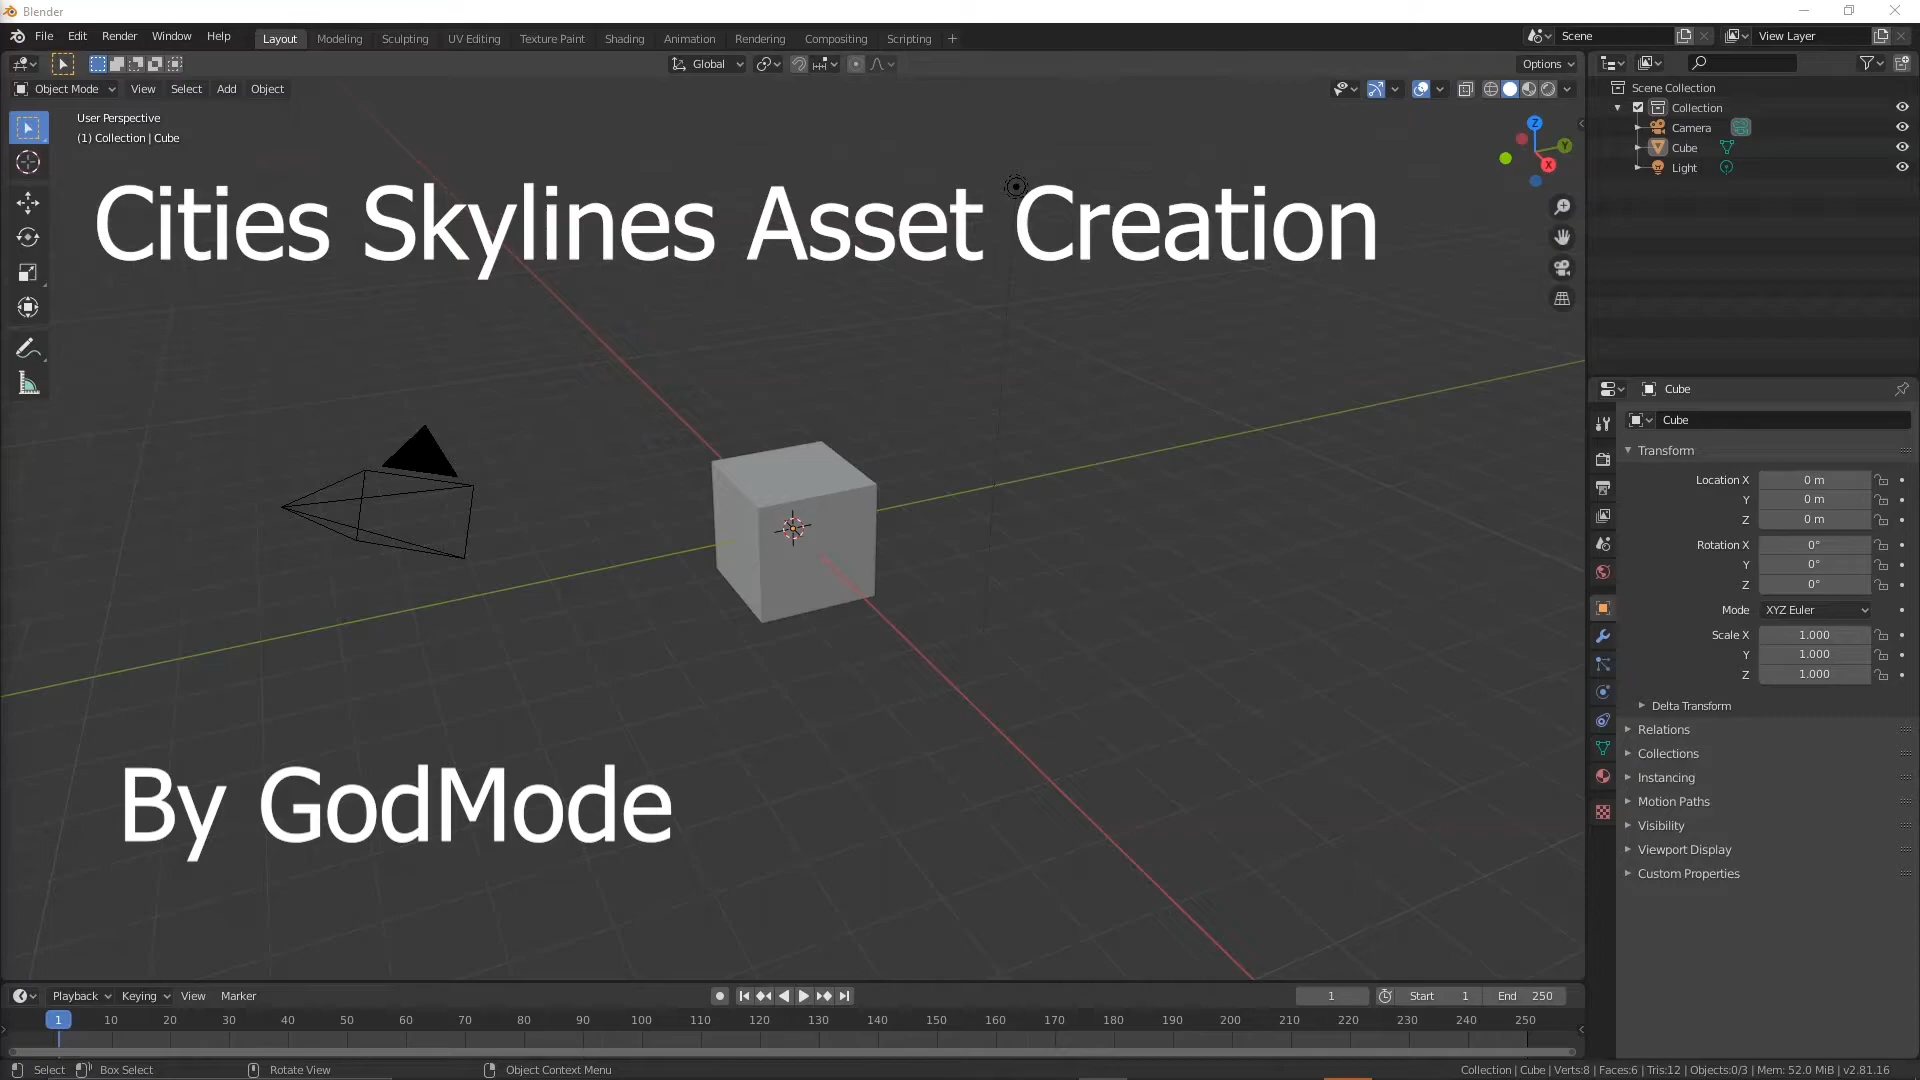 Blender
File Edit Render Window Help Layout Modeling Sculpting UV Editing Texture Paint Shading Animation Rendering Compositing Scripting + Scene View Layer
Global Options
Object Mode View Select Add Object
User Perspective
(1) Collection | Cube
Z
Y
X
Cities Skylines Asset Creation
By GodMode
Scene Collection
Collection
Camera
Cube
Light
Cube
Cube
Transform
Location X 0 m
Y 0 m
Z 0 m
Rotation X 0°
Y 0°
Z 0°
Mode XYZ Euler
Scale X 1.000
Y 1.000
Z 1.000
Delta Transform
Relations
Collections
Instancing
Motion Paths
Visibility
Viewport Display
Custom Properties
Playback Keying View Marker 1 Start 1 End 250
1 10 20 30 40 50 60 70 80 90 100 110 120 130 140 150 160 170 180 190 200 210 220 230 240 250
Select Box Select Rotate View Object Context Menu Collection | Cube | Verts:8 | Faces:6 | Tris:12 | Objects:0/3 | Mem: 52.0 MiB | v2.81.16